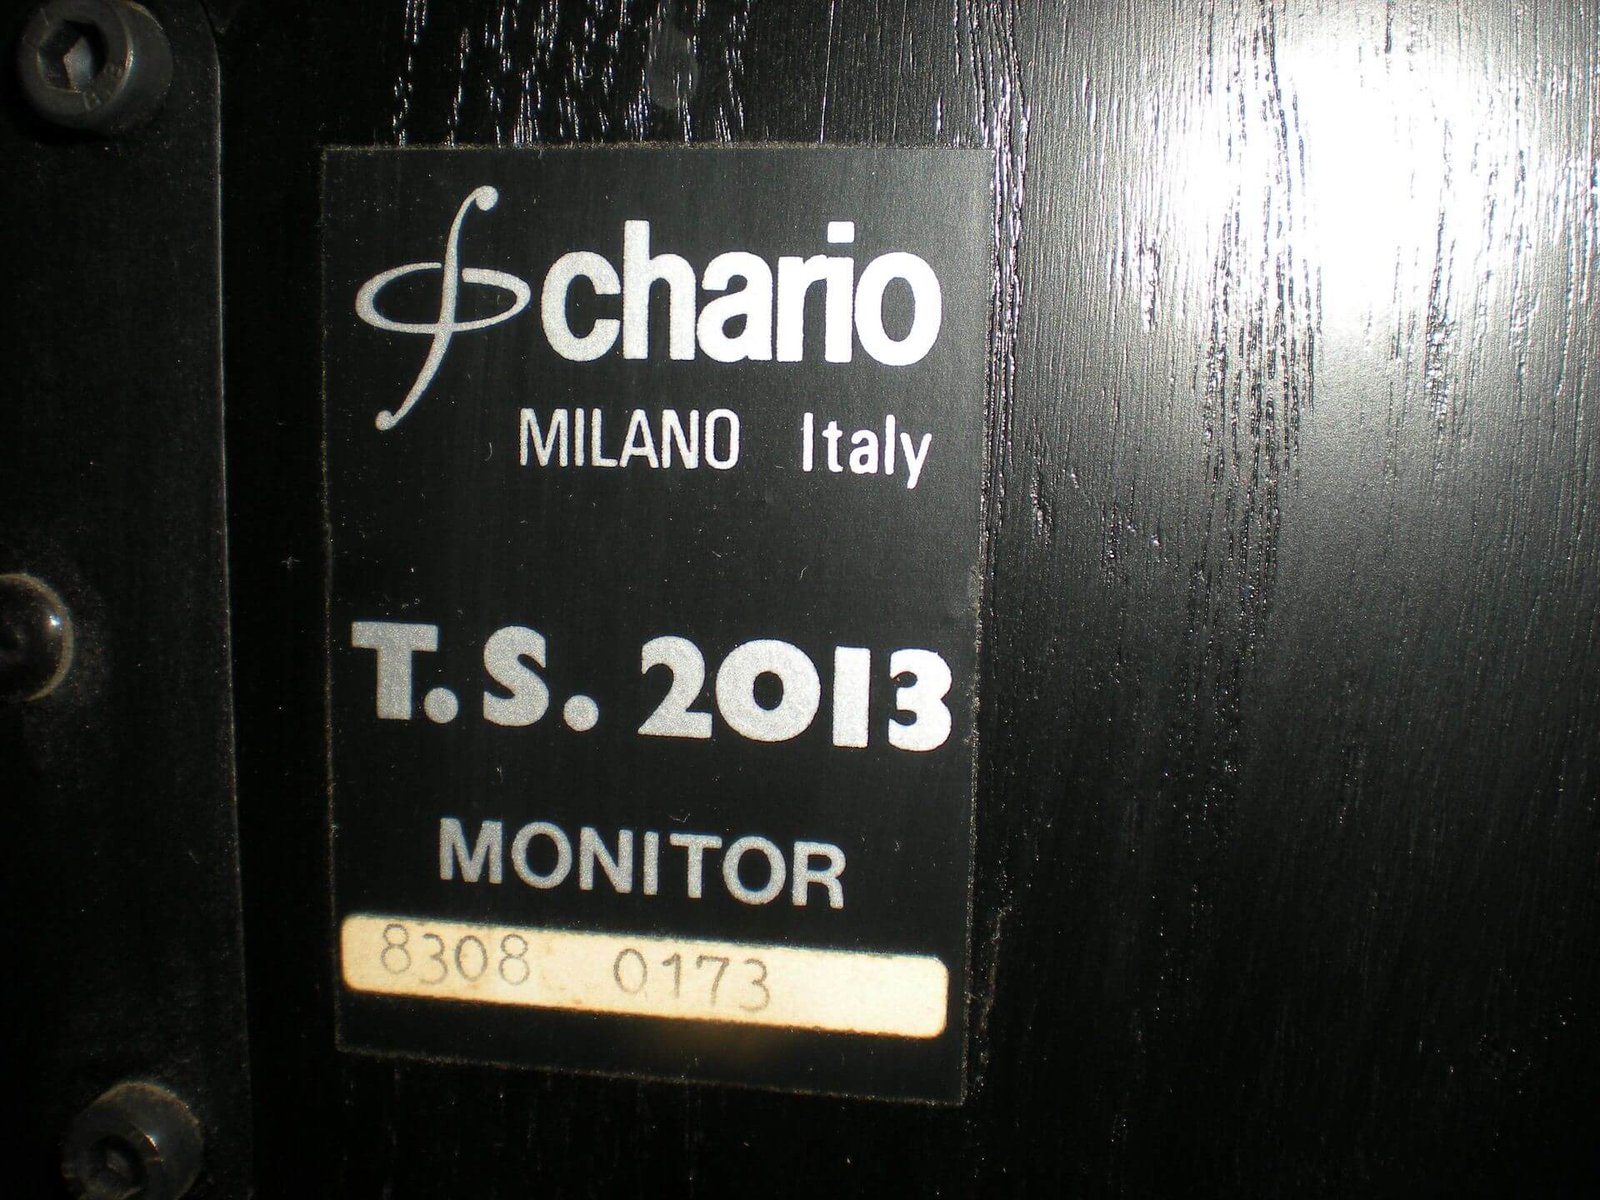 chario
MILANO Italy
T.S. 2013
MONITOR
8308 0173